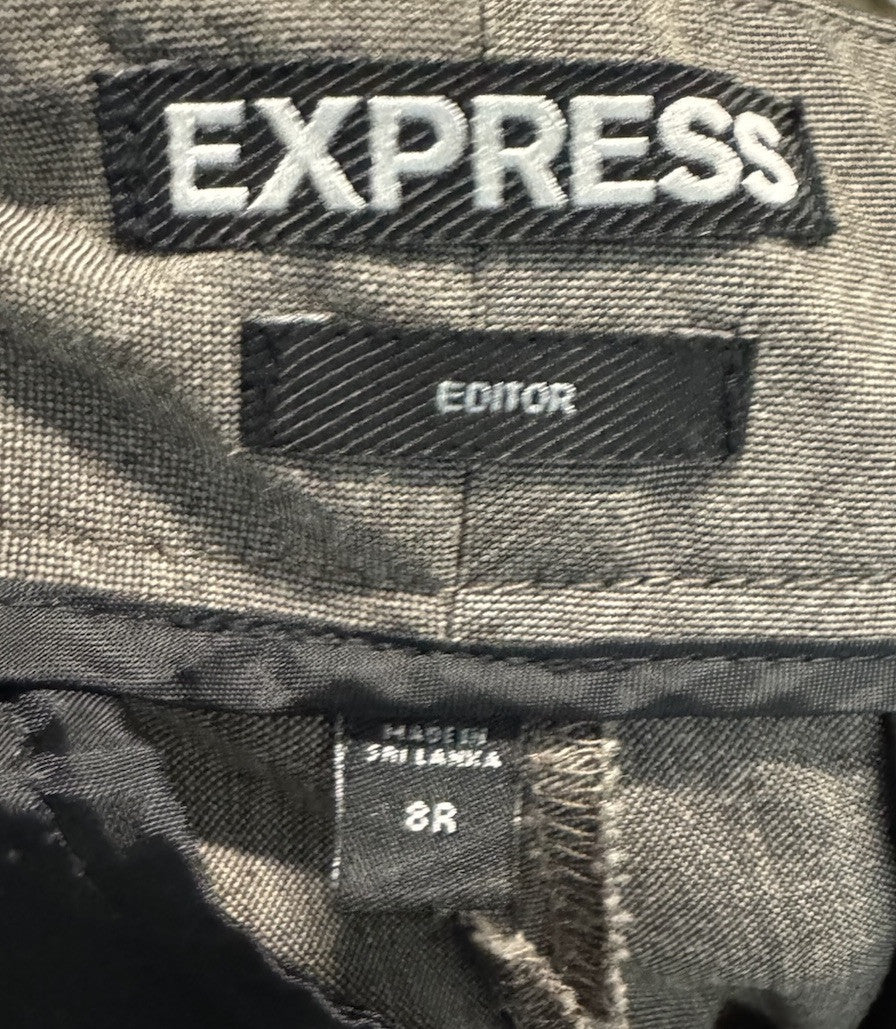 EXPRESS
EDITOR
MADE IN
SRI LANKA
8R